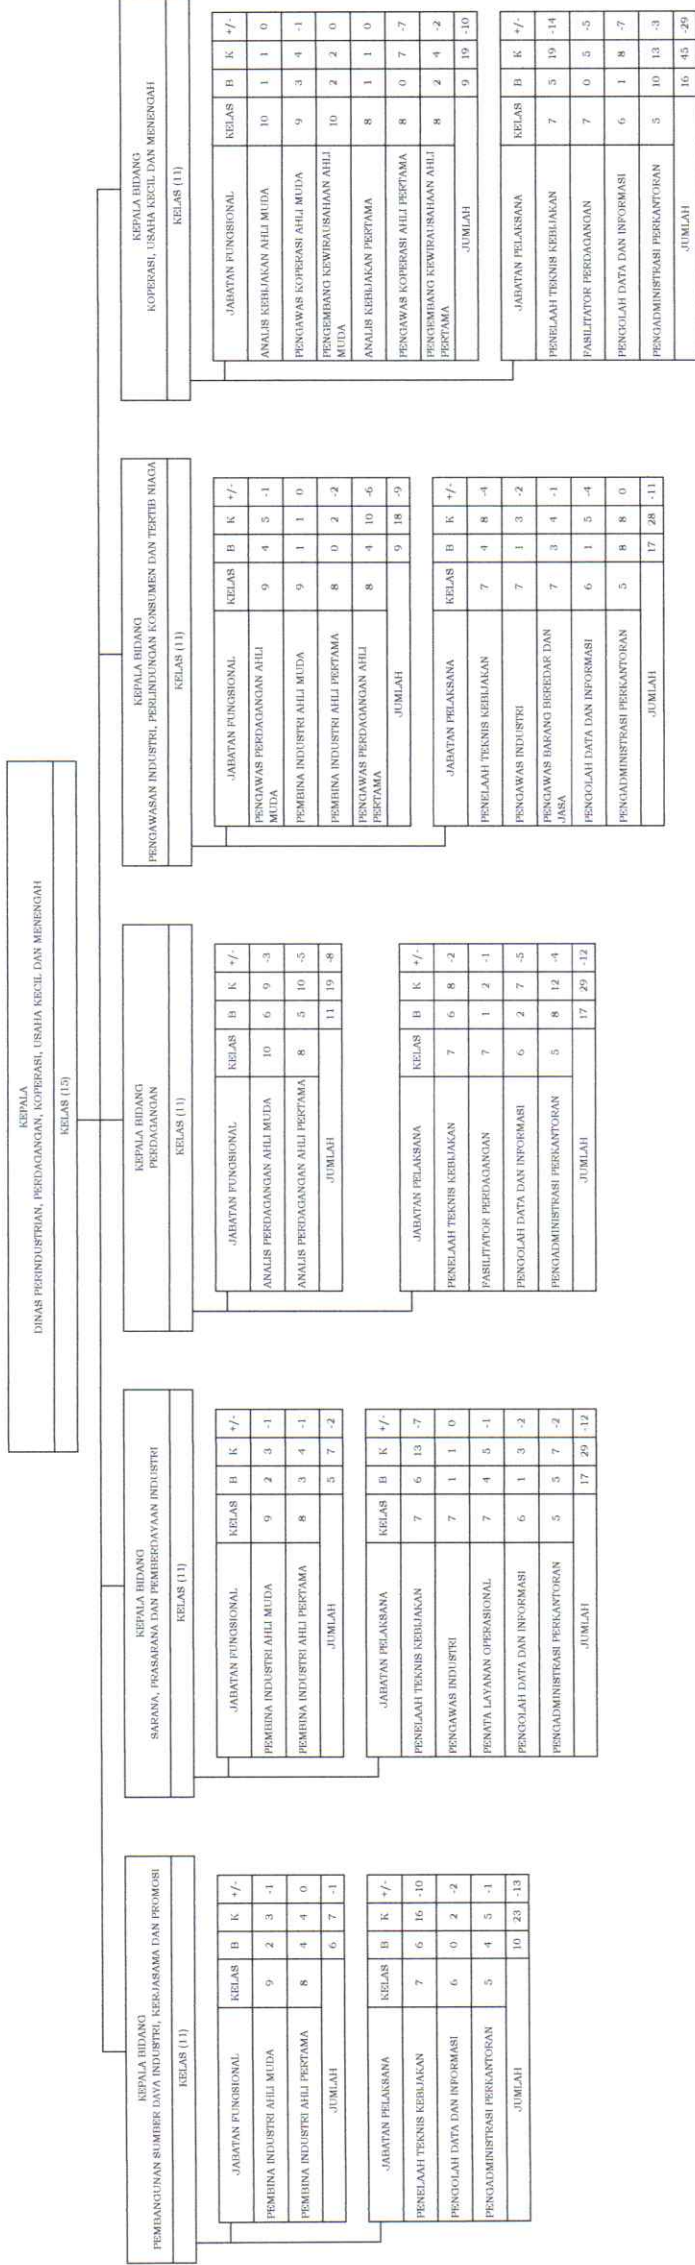 KEPALA
DINAS PERINDUSTRIAN, PERDAGANGAN, KOPERASI, USAHA KECIL DAN MENENGAH
KELAS (15)
KEPALA BIDANG
PEMBANGUNAN SUMBER DAYA INDUSTRI, KERJASAMA DAN PROMOSI
KELAS (11)
JABATAN FUNGSIONAL KELAS B K +/-
PEMBINA INDUSTRI AHLI MUDA 9 2 3 -1
PEMBINA INDUSTRI AHLI PERTAMA 8 4 4 0
JUMLAH 6 7 -1
JABATAN PELAKSANA KELAS B K +/-
PENELAAH TEKNIS KEBIJAKAN 7 6 16 -10
PENGOLAH DATA DAN INFORMASI 6 0 2 -2
PENGADMINISTRASI PERKANTORAN 5 4 5 -1
JUMLAH 10 23 -13
KEPALA BIDANG
SARANA, PRASARANA DAN PEMBERDAYAAN INDUSTRI
KELAS (11)
JABATAN FUNGSIONAL KELAS B K +/-
PEMBINA INDUSTRI AHLI MUDA 9 2 3 -1
PEMBINA INDUSTRI AHLI PERTAMA 8 3 4 -1
JUMLAH 5 7 -2
JABATAN PELAKSANA KELAS B K +/-
PENELAAH TEKNIS KEBIJAKAN 7 6 13 -7
PENGAWAS INDUSTRI 7 1 1 0
PENATA LAYANAN OPERASIONAL 7 4 5 -1
PENGOLAH DATA DAN INFORMASI 6 1 3 -2
PENGADMINISTRASI PERKANTORAN 5 5 7 -2
JUMLAH 17 29 -12
KEPALA BIDANG
PERDAGANGAN
KELAS (11)
JABATAN FUNGSIONAL KELAS B K +/-
ANALIS PERDAGANGAN AHLI MUDA 10 6 9 -3
ANALIS PERDAGANGAN AHLI PERTAMA 8 5 10 -5
JUMLAH 11 19 -8
JABATAN PELAKSANA KELAS B K +/-
PENELAAH TEKNIS KEBIJAKAN 7 6 8 -2
FASILITATOR PERDAGANGAN 7 1 2 -1
PENGOLAH DATA DAN INFORMASI 6 2 7 -5
PENGADMINISTRASI PERKANTORAN 5 8 12 -4
JUMLAH 17 29 -12
KEPALA BIDANG
PENGAWASAN INDUSTRI, PERLINDUNGAN KONSUMEN DAN TERTIB NIAGA
KELAS (11)
JABATAN FUNGSIONAL KELAS B K +/-
PENGAWAS PERDAGANGAN AHLI
MUDA 9 4 5 -1
PEMBINA INDUSTRI AHLI MUDA 9 1 1 0
PEMBINA INDUSTRI AHLI PERTAMA 8 0 2 -2
PENGAWAS PERDAGANGAN AHLI
PERTAMA 8 4 10 -6
JUMLAH 9 18 -9
JABATAN PELAKSANA KELAS B K +/-
PENELAAH TEKNIS KEBIJAKAN 7 4 8 -4
PENGAWAS INDUSTRI 7 1 3 -2
PENGAWAS BARANG BEREDAR DAN
JASA 7 3 4 -1
PENGOLAH DATA DAN INFORMASI 6 1 5 -4
PENGADMINISTRASI PERKANTORAN 5 8 8 0
JUMLAH 17 28 -11
KEPALA BIDANG
KOPERASI, USAHA KECIL DAN MENENGAH
KELAS (11)
JABATAN FUNGSIONAL KELAS B K +/-
ANALIS KEBIJAKAN AHLI MUDA 10 1 1 0
PENGAWAS KOPERASI AHLI MUDA 9 3 4 -1
PENGEMBANG KEWIRAUSAHAAN AHLI
MUDA 10 2 2 0
ANALIS KEBIJAKAN PERTAMA 8 1 1 0
PENGAWAS KOPERASI AHLI PERTAMA 8 0 7 -7
PENGEMBANG KEWIRAUSAHAAN AHLI
PERTAMA 8 2 4 -2
JUMLAH 9 19 -10
JABATAN PELAKSANA KELAS B K +/-
PENELAAH TEKNIS KEBIJAKAN 7 5 19 -14
FASILITATOR PERDAGANGAN 7 0 5 -5
PENGOLAH DATA DAN INFORMASI 6 1 8 -7
PENGADMINISTRASI PERKANTORAN 5 10 13 -3
JUMLAH 16 45 -29